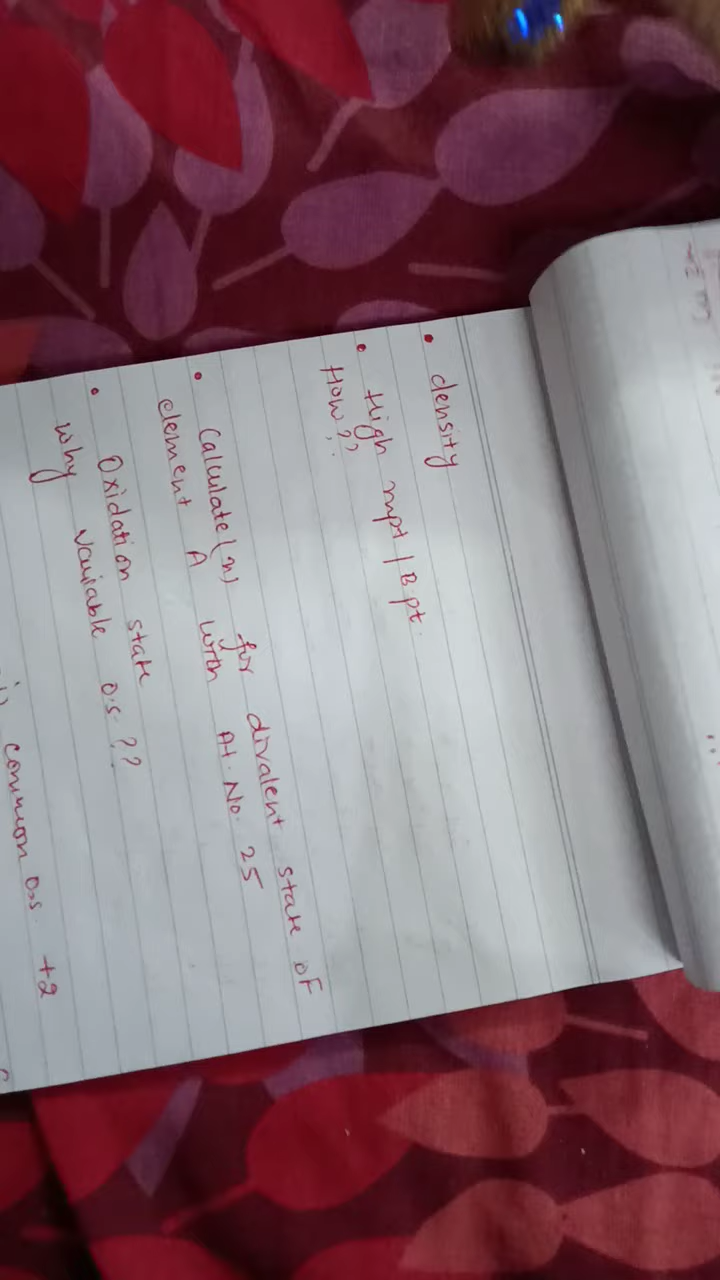 • density
• High mpt / B.pt.
How??
• Calculate (n) for divalent state of
element A with At. No. 25
• Oxidation state
why variable o.s. ??
i) common o.s. +2